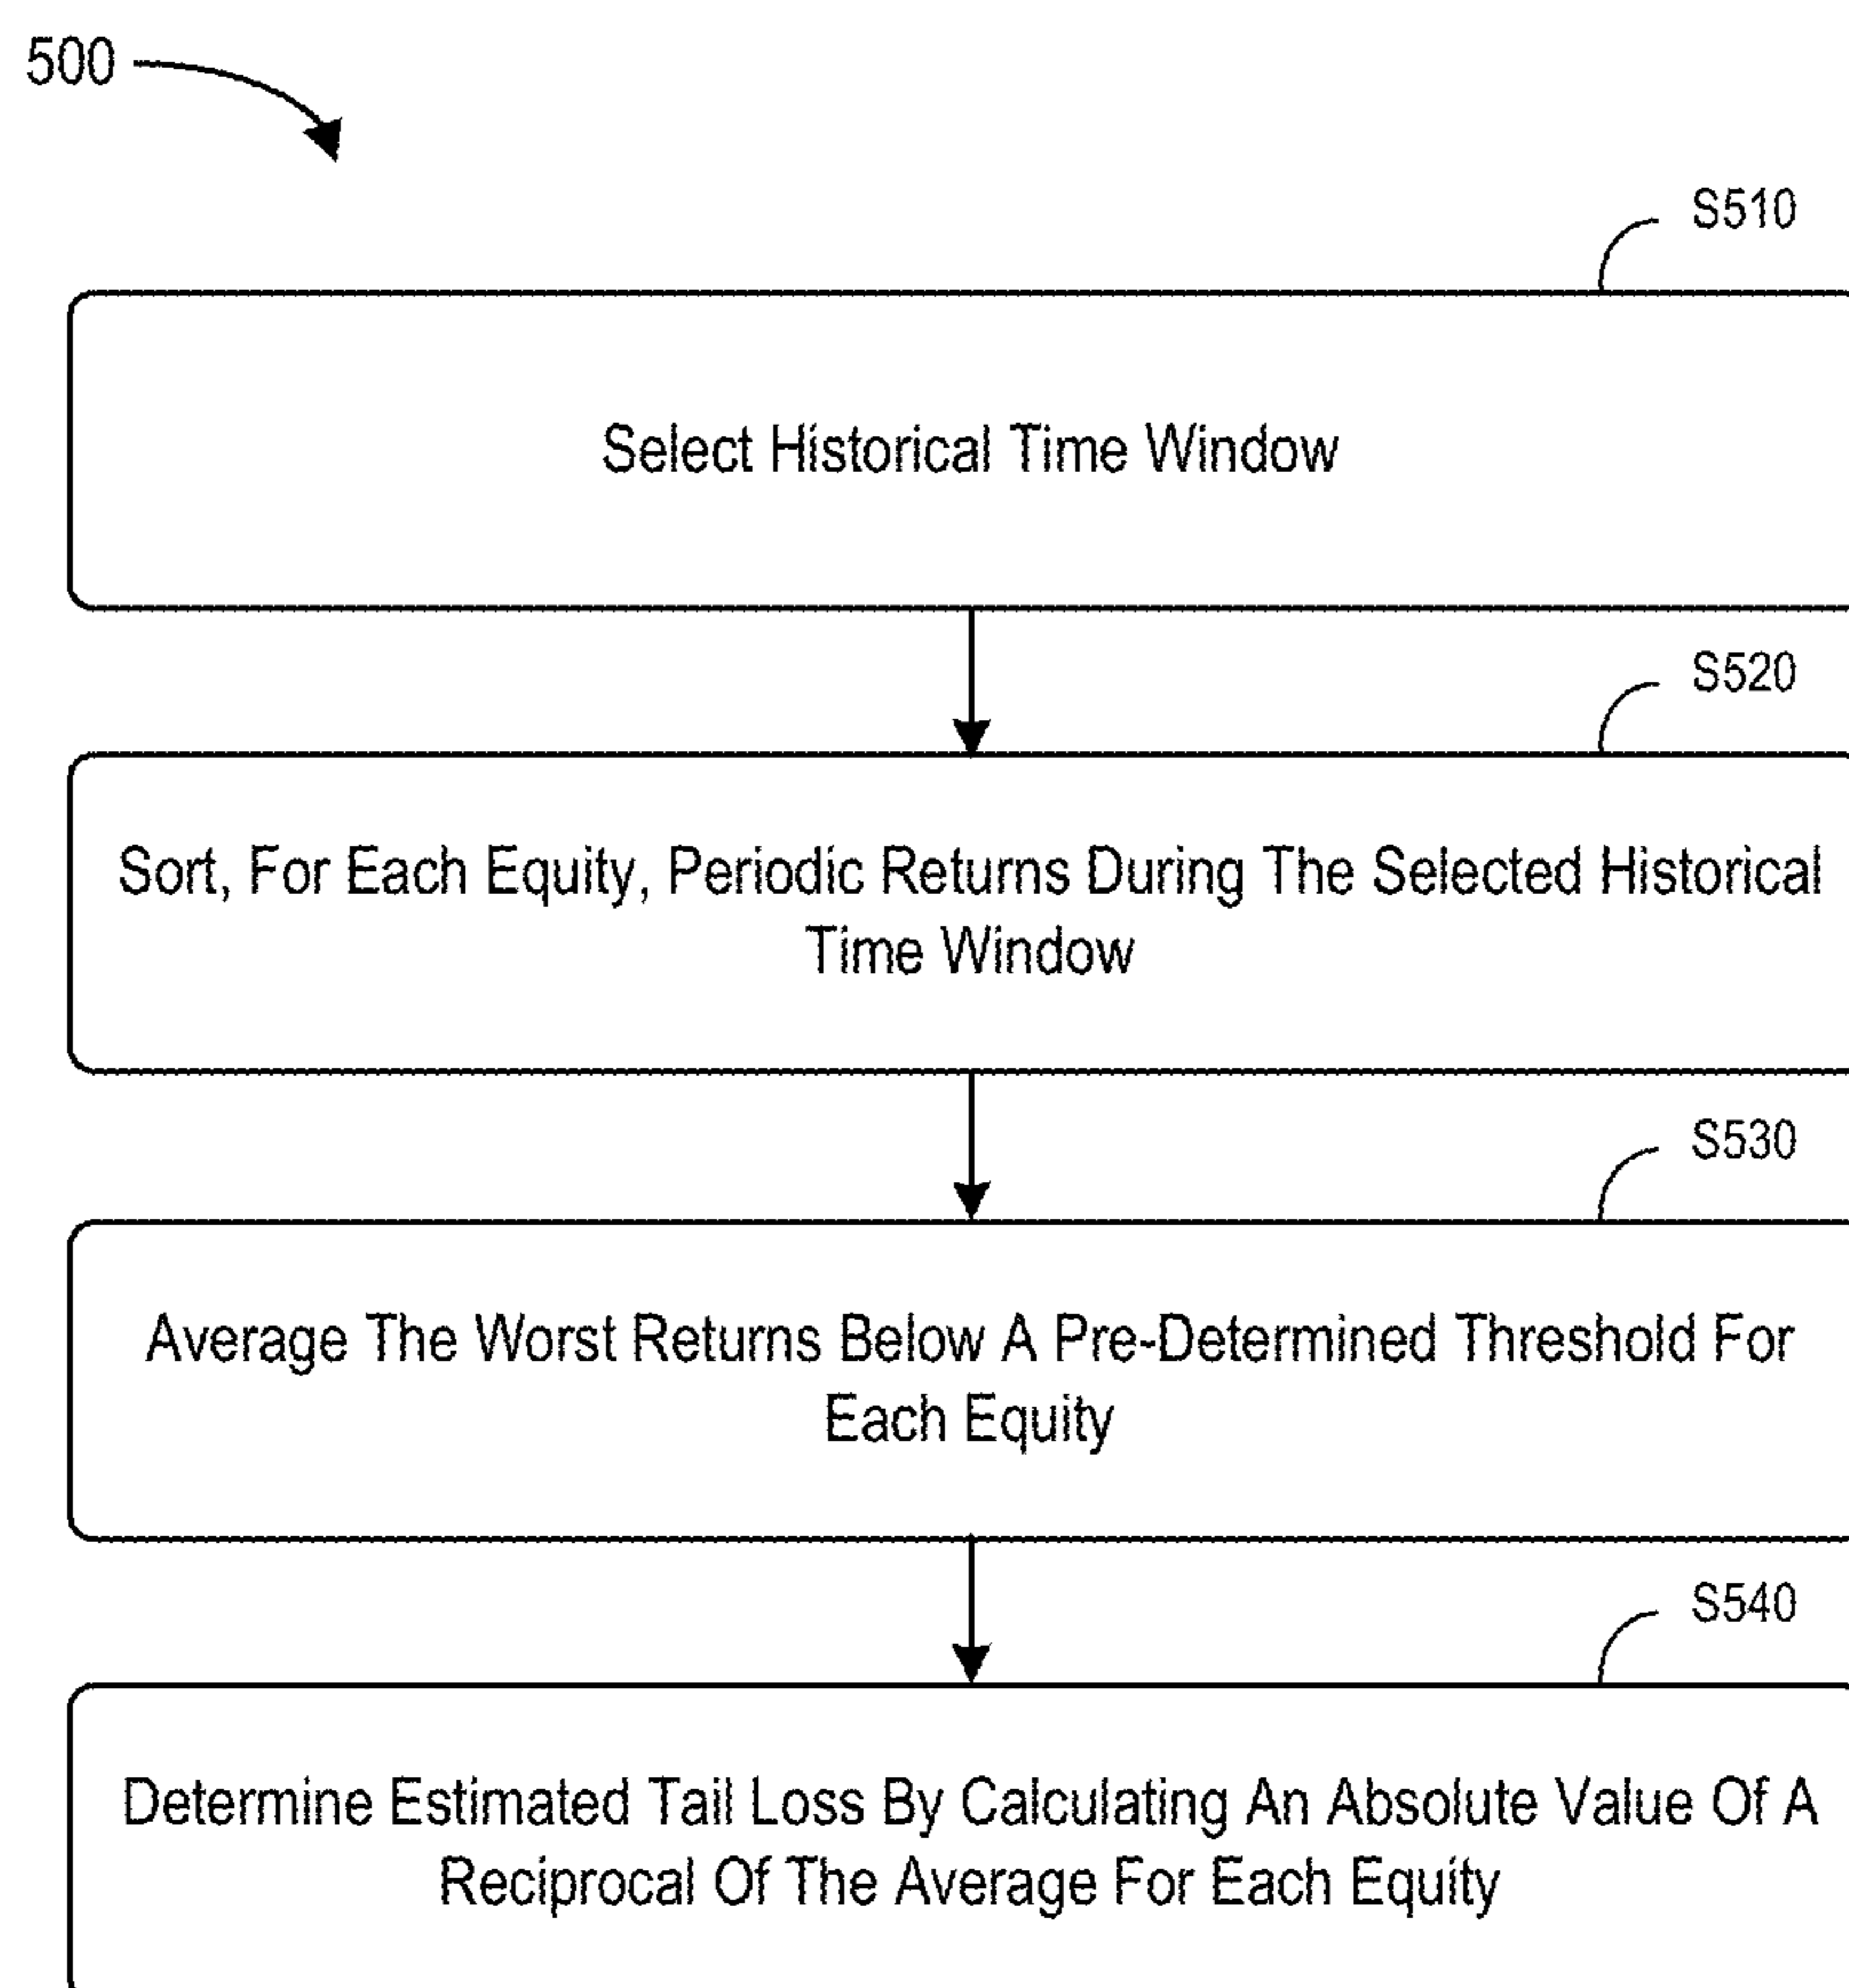 500
S510
Select Historical Time Window
S520
Sort, For Each Equity, Periodic Returns During The Selected Historical
Time Window
S530
Average The Worst Returns Below A Pre-Determined Threshold For
Each Equity
S540
Determine Estimated Tail Loss By Calculating An Absolute Value Of A
Reciprocal Of The Average For Each Equity